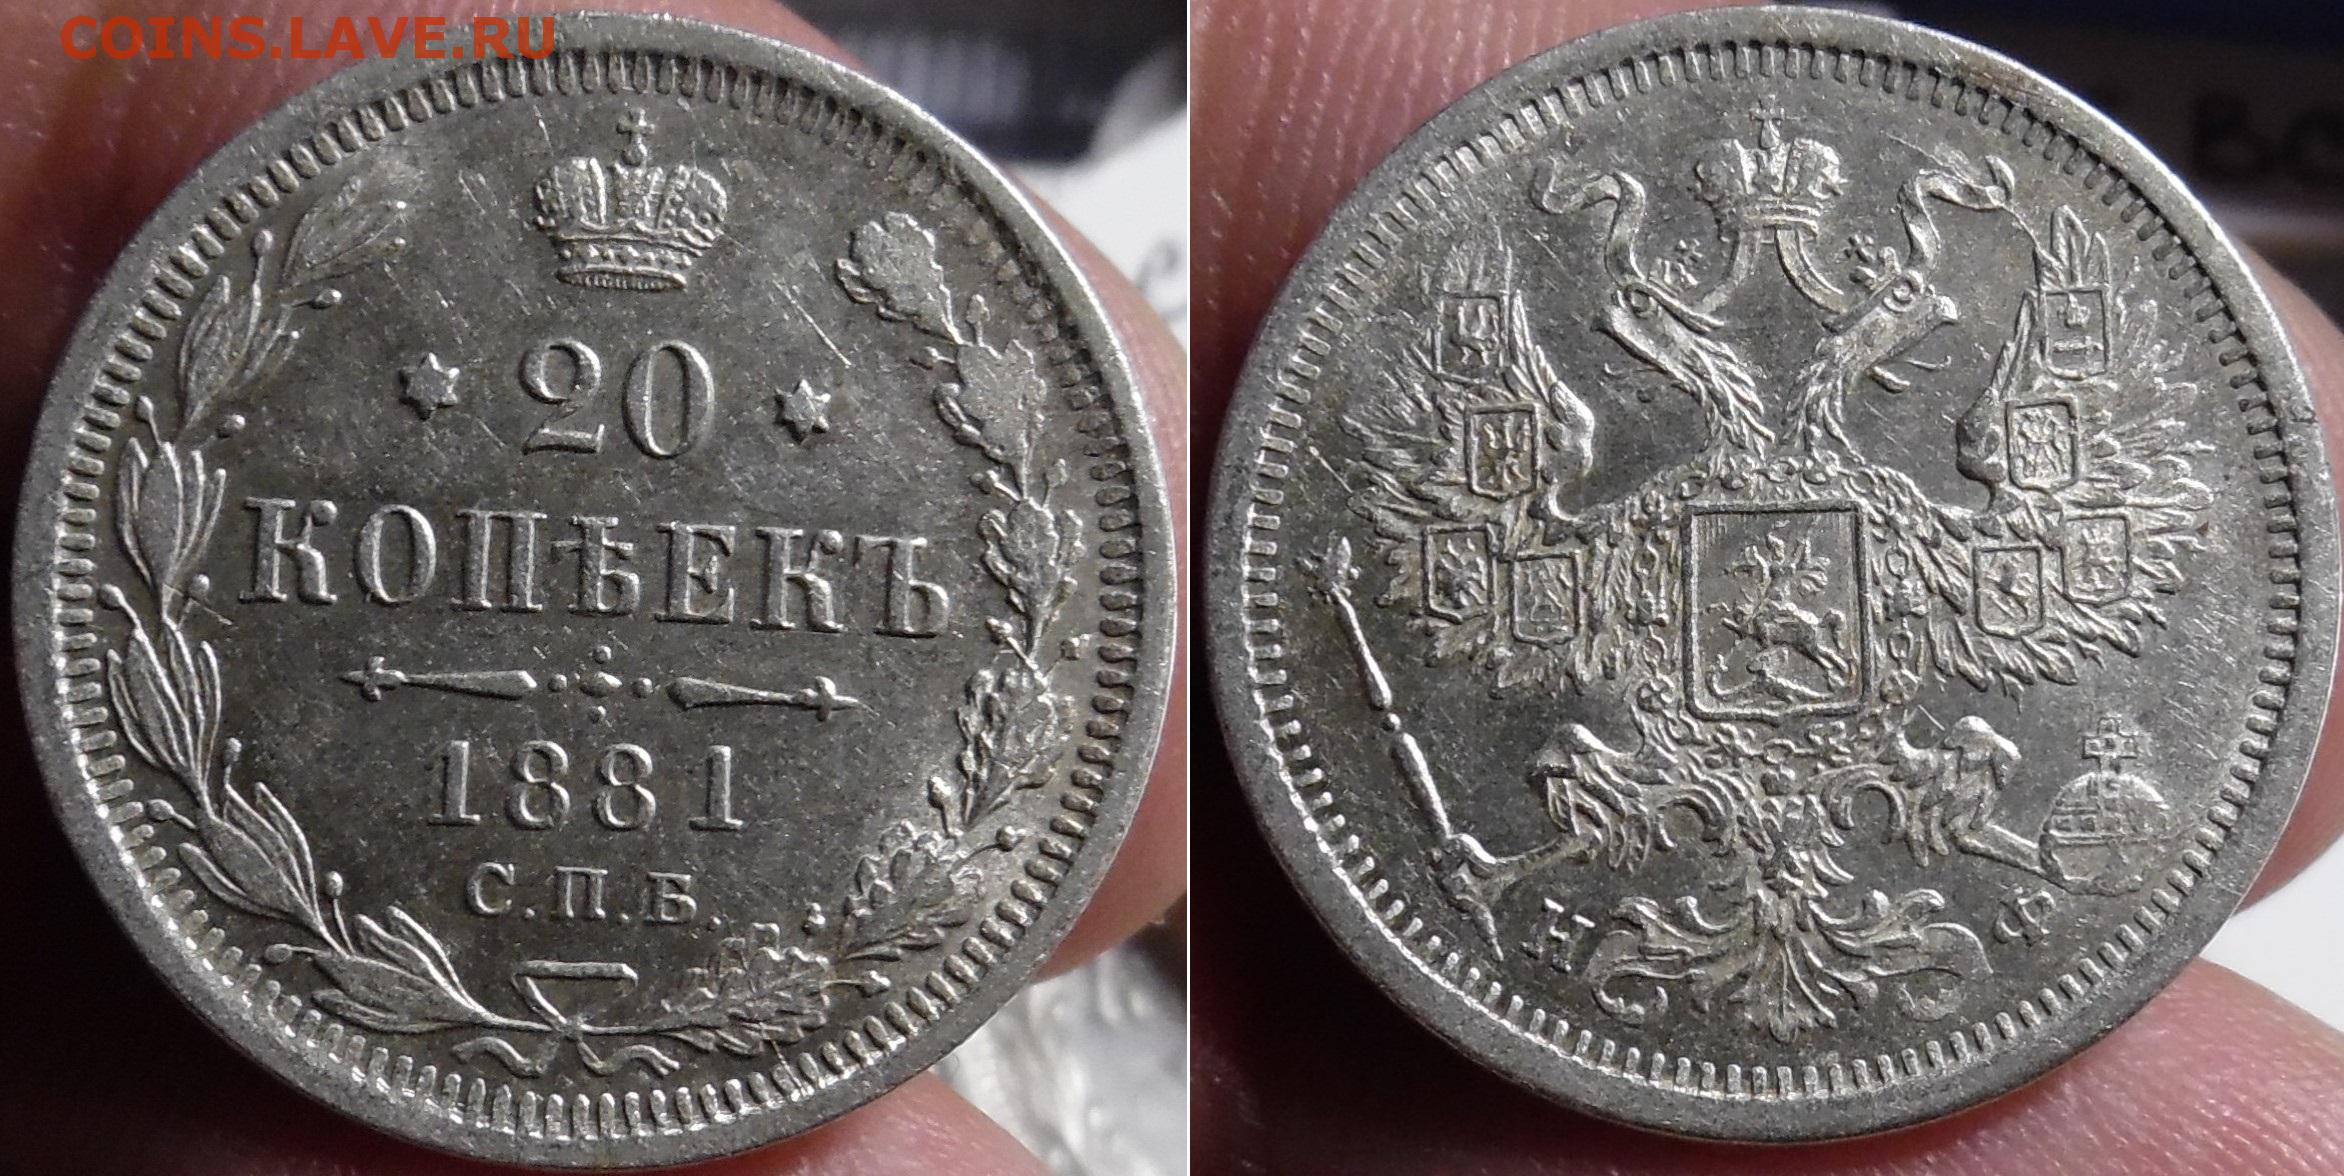 COINS.LAVE.RU
20
КОПѢЕКЪ
1881
С.П.Б.
Н Ф